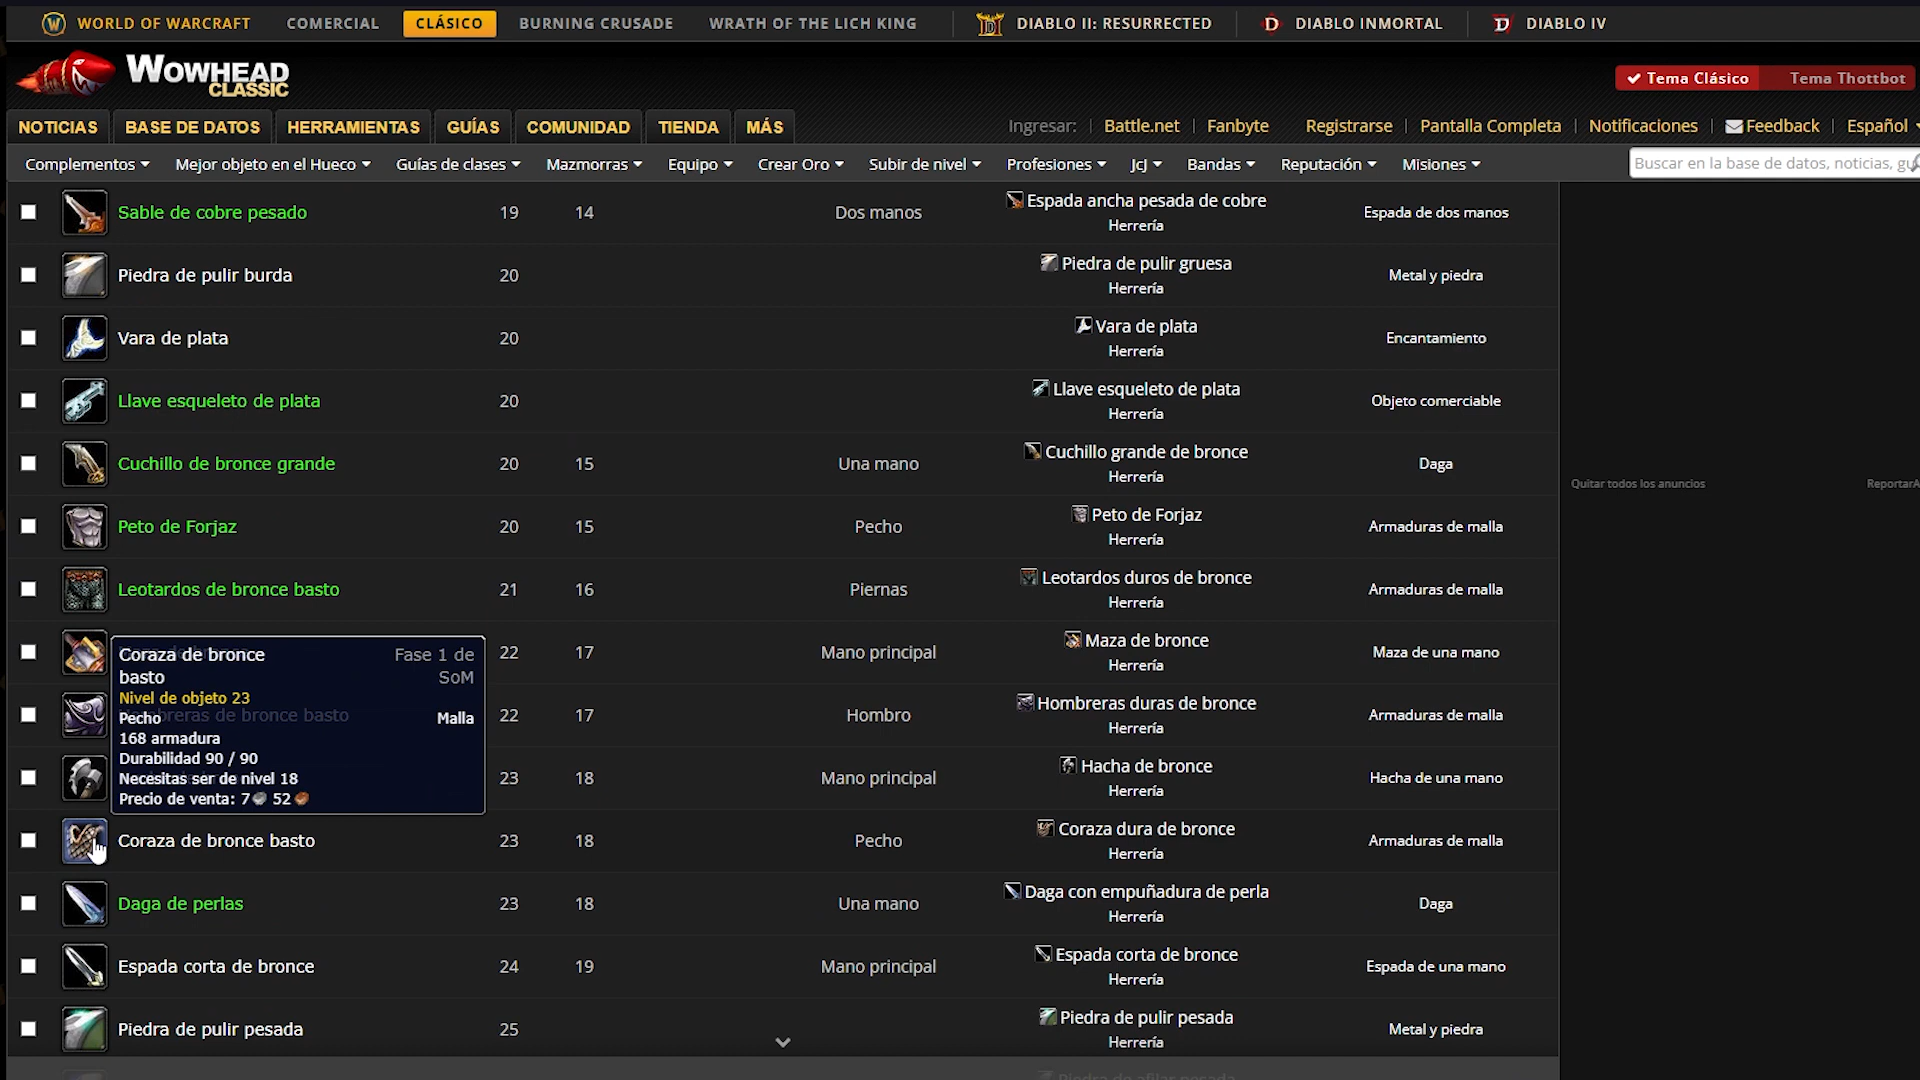 WORLD OF WARCRAFT COMERCIAL CLÁSICO BURNING CRUSADE WRATH OF THE LICH KING DIABLO II: RESURRECTED DIABLO INMORTAL DIABLO IV
WOWHEAD
CLASSIC
Tema Clásico Tema Thottbot
NOTICIAS BASE DE DATOS HERRAMIENTAS GUÍAS COMUNIDAD TIENDA MÁS
Ingresar: Battle.net Fanbyte Registrarse Pantalla Completa Notificaciones Feedback Español
Complementos Mejor objeto en el Hueco Guías de clases Mazmorras Equipo Crear Oro Subir de nivel Profesiones JcJ Bandas Reputación Misiones
Buscar en la base de datos, noticias, gu
Sable de cobre pesado 19 14 Dos manos Espada ancha pesada de cobre Espada de dos manos
Herrería
Piedra de pulir burda 20 Piedra de pulir gruesa Metal y piedra
Herrería
Vara de plata 20 Vara de plata Encantamiento
Herrería
Llave esqueleto de plata 20 Llave esqueleto de plata Objeto comerciable
Herrería
Cuchillo de bronce grande 20 15 Una mano Cuchillo grande de bronce Daga
Herrería
Quitar todos los anuncios ReportarA
Peto de Forjaz 20 15 Pecho Peto de Forjaz Armaduras de malla
Herrería
Leotardos de bronce basto 21 16 Piernas Leotardos duros de bronce Armaduras de malla
Herrería
22 17 Mano principal Maza de bronce Maza de una mano
Herrería
Coraza de bronce Fase 1 de
basto SoM
Nivel de objeto 23
Pecho Malla
168 armadura
Durabilidad 90 / 90
Necesitas ser de nivel 18
Precio de venta: 7 52
breras de bronce basto 22 17 Hombro Hombreras duras de bronce Armaduras de malla
Herrería
23 18 Mano principal Hacha de bronce Hacha de una mano
Herrería
Coraza de bronce basto 23 18 Pecho Coraza dura de bronce Armaduras de malla
Herrería
Daga de perlas 23 18 Una mano Daga con empuñadura de perla Daga
Herrería
Espada corta de bronce 24 19 Mano principal Espada corta de bronce Espada de una mano
Herrería
Piedra de pulir pesada 25 Piedra de pulir pesada Metal y piedra
Herrería